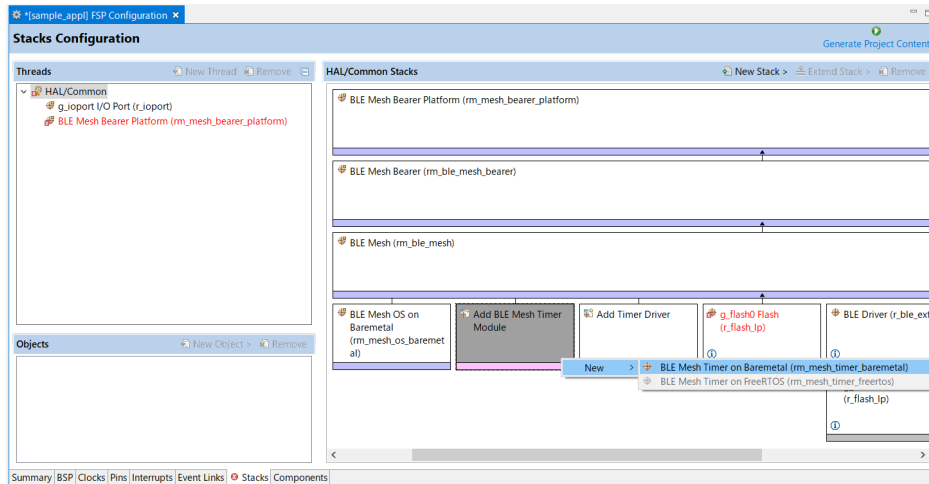 *[sample_appl] FSP Configuration
Stacks Configuration
Generate Project Content
Threads
New Thread
Remove
HAL/Common Stacks
New Stack >
Extend Stack >
Remove
HAL/Common
g_ioport I/O Port (r_ioport)
BLE Mesh Bearer Platform (rm_mesh_bearer_platform)
BLE Mesh Bearer Platform (rm_mesh_bearer_platform)
BLE Mesh Bearer (rm_ble_mesh_bearer)
BLE Mesh (rm_ble_mesh)
BLE Mesh OS on
Baremetal
(rm_mesh_os_baremet
al)
Add BLE Mesh Timer
Module
Add Timer Driver
g_flash0 Flash
(r_flash_lp)
BLE Driver (r_ble_ext
Objects
New Object >
Remove
New >
BLE Mesh Timer on Baremetal (rm_mesh_timer_baremetal)
BLE Mesh Timer on FreeRTOS (rm_mesh_timer_freertos)
(r_flash_lp)
Summary BSP Clocks Pins Interrupts Event Links Stacks Components